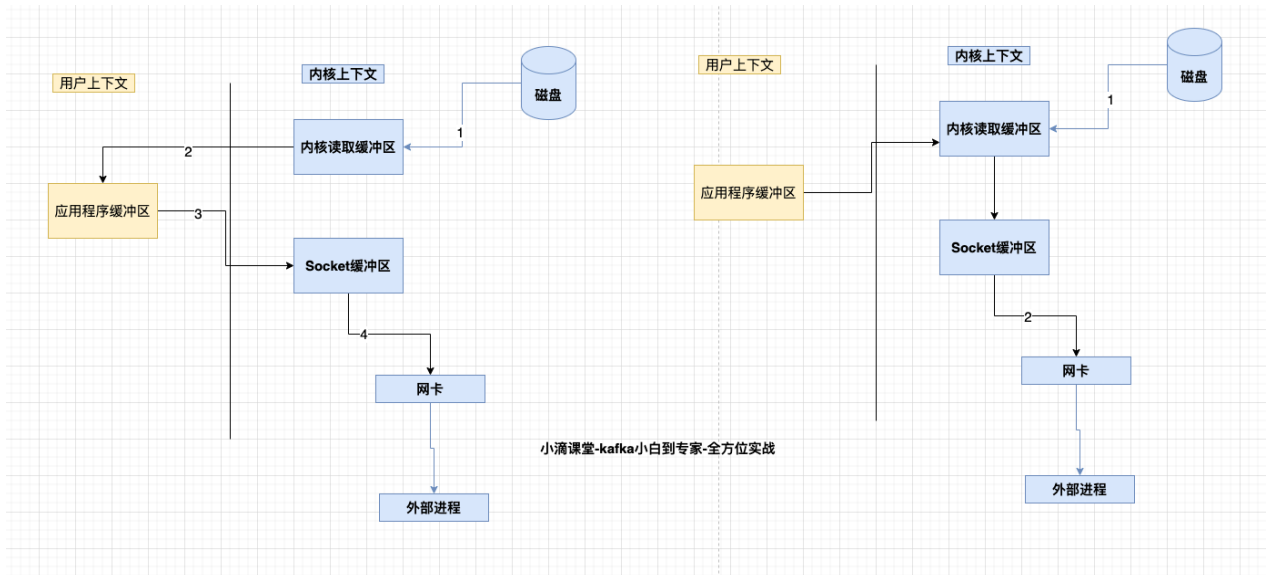 用户上下文
内核上下文
磁盘
1
内核读取缓冲区
2
应用程序缓冲区
3
Socket缓冲区
4
网卡
外部进程
用户上下文
内核上下文
磁盘
1
内核读取缓冲区
应用程序缓冲区
Socket缓冲区
2
网卡
外部进程
小滴课堂-kafka小白到专家-全方位实战